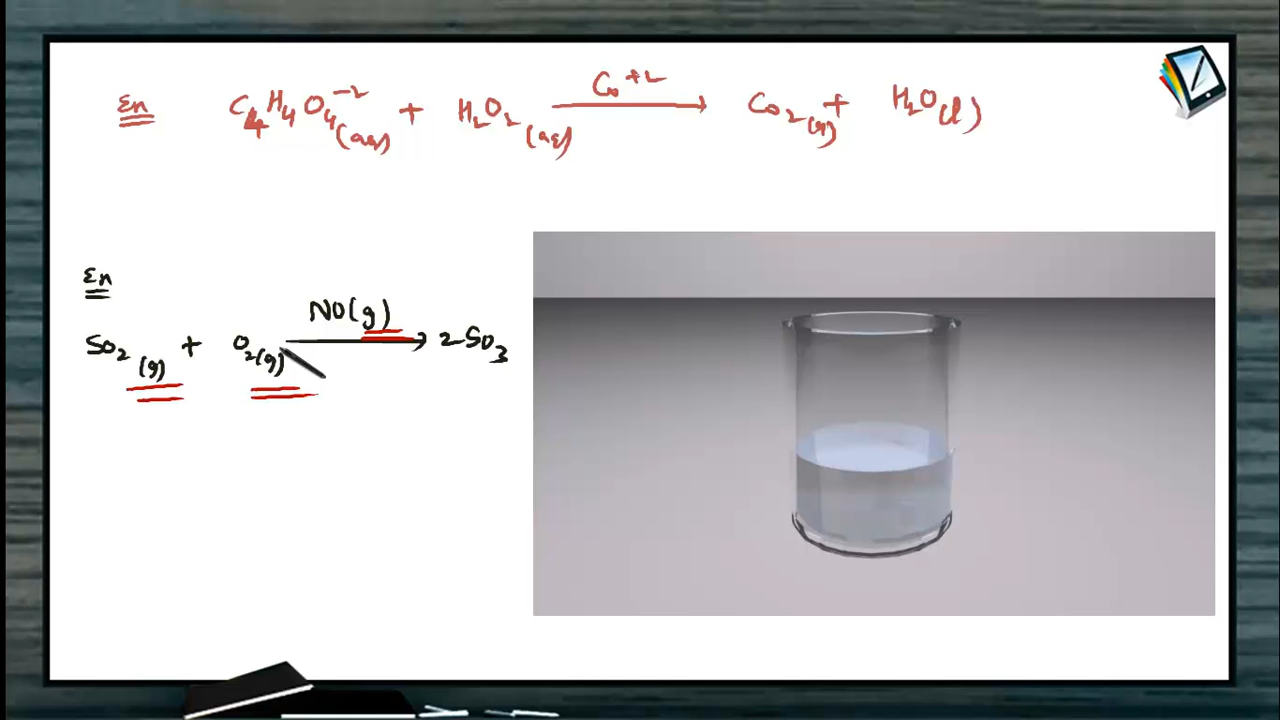 Ex C₄H₄O₄⁻² (aq) + H₂O₂ (aq) Co⁺² → CO₂ (g) + H₂O (l)
Ex
NO(g)
SO₂ (g) + O₂(g) → 2SO₃